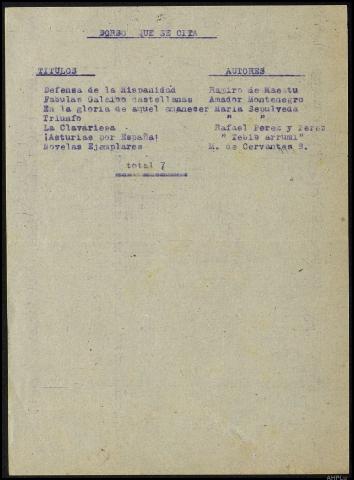 DORSO QUE SE CITA
TITULOS AUTORES
Defensa de la Hispanidad Ramiro de Maeztu
Fabulas Galaico castellanas Amador Montenegro
En la gloria de aquel amanecer Maria Sepulveda
Triunfo " "
La Clavariesa Rafael Perez y Perez
¡Asturias por España! " Tebib arrumi"
Novelas Ejemplares M. de Cervantes S.
total 7
AHPLu